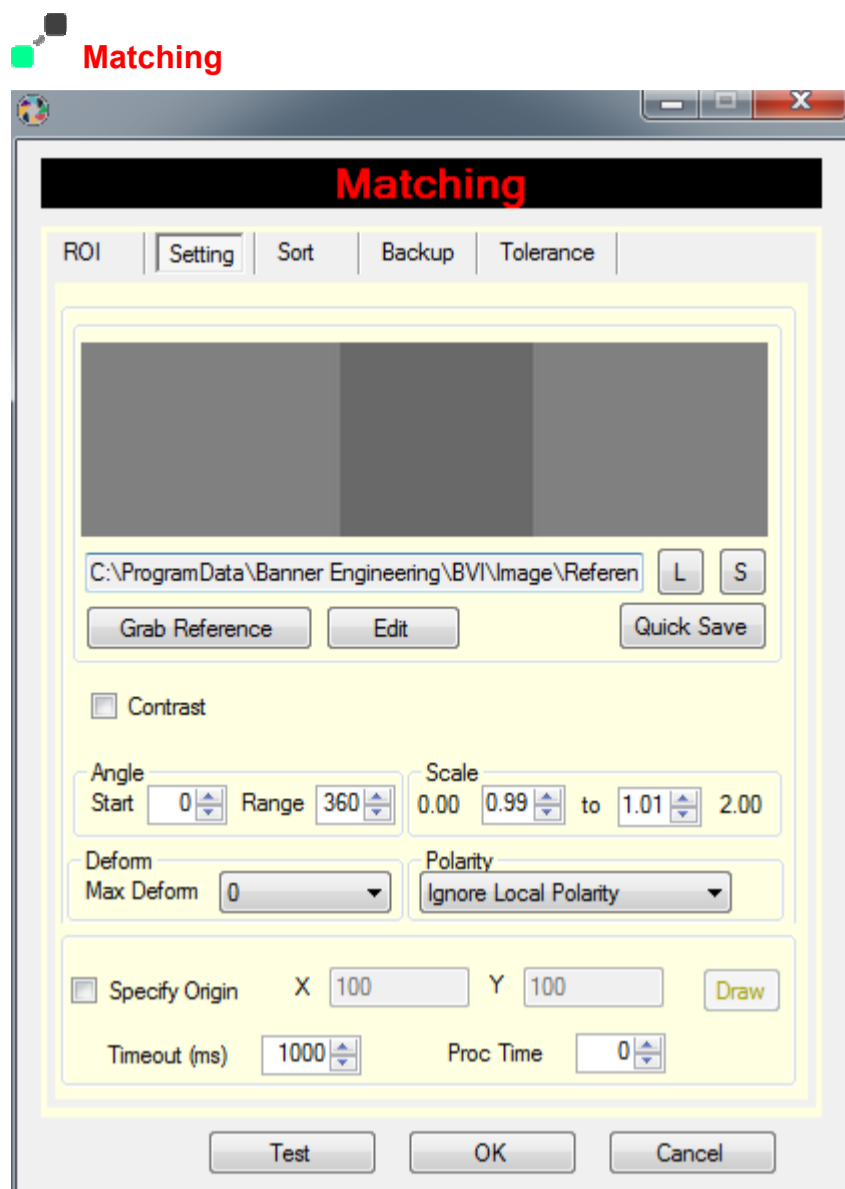 Matching
Matching
ROI Setting Sort Backup Tolerance
C:\ProgramData\Banner Engineering\BVI\Image\Referen L S
Grab Reference Edit Quick Save
Contrast
Angle Scale
Start 0 Range 360 0.00 0.99 to 1.01 2.00
Deform Polarity
Max Deform 0 Ignore Local Polarity
Specify Origin X 100 Y 100 Draw
Timeout (ms) 1000 Proc Time 0
Test OK Cancel